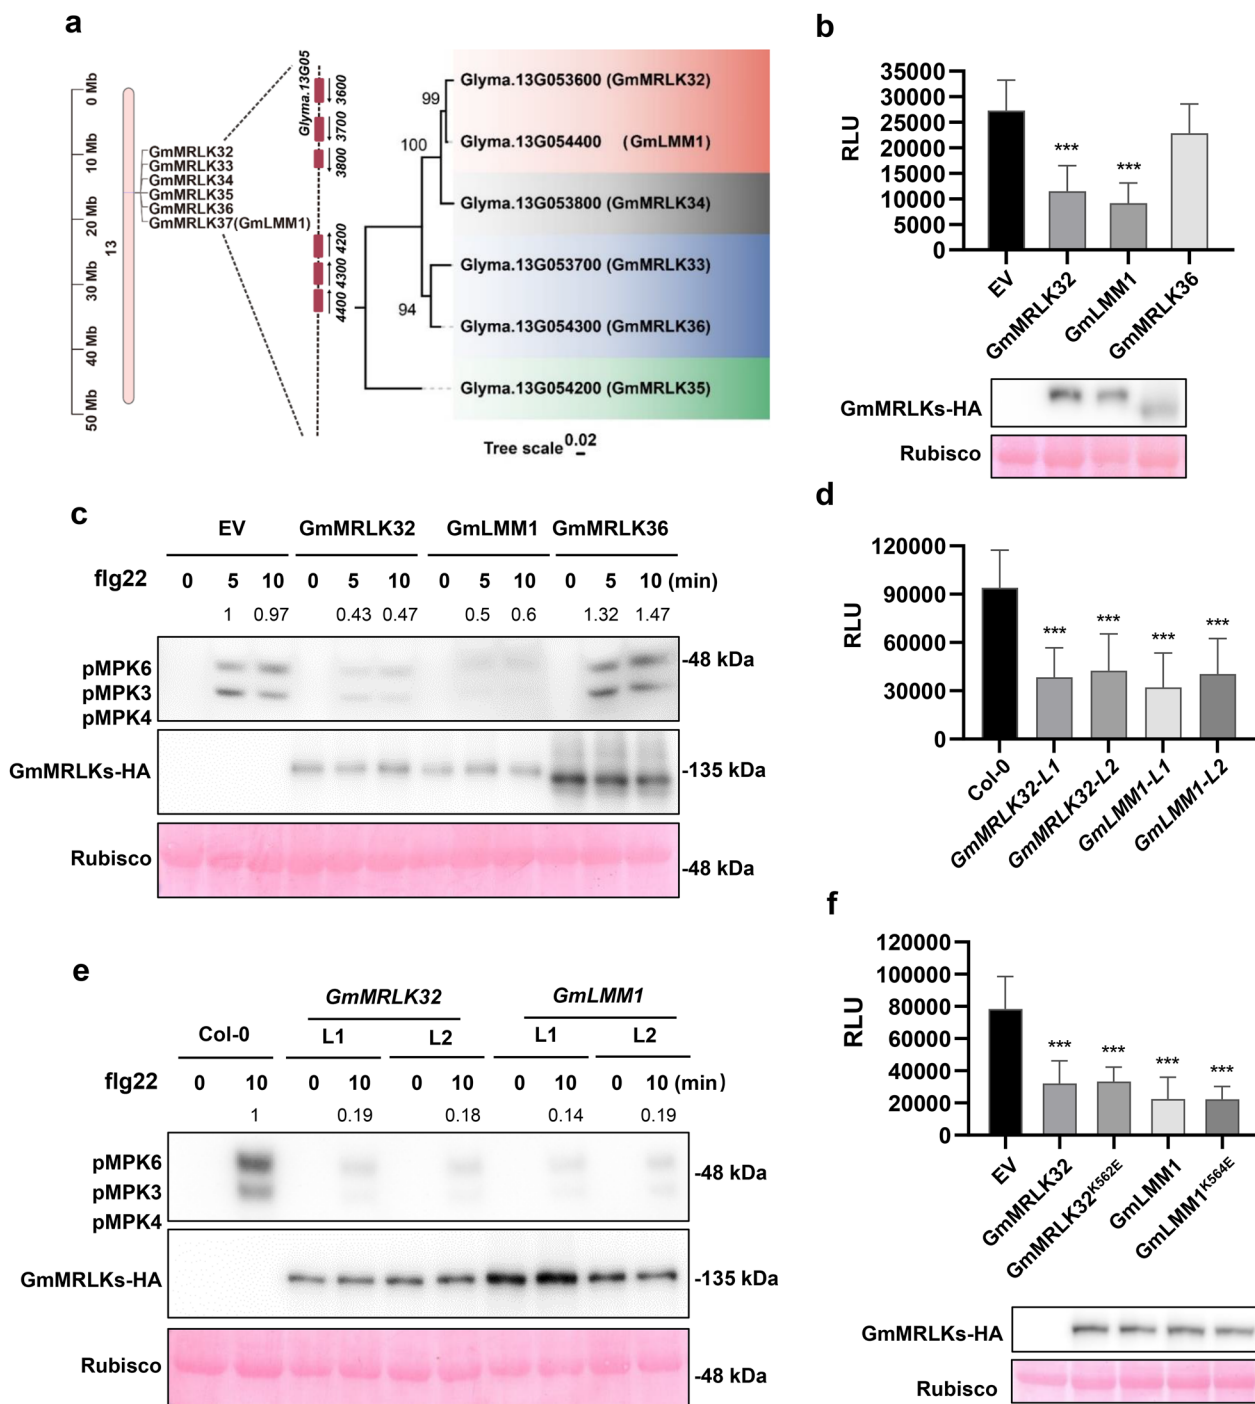 a
0 Mb
10 Mb
20 Mb
30 Mb
40 Mb
50 Mb
13
GmMRLK32
GmMRLK33
GmMRLK34
GmMRLK35
GmMRLK36
GmMRLK37(GmLMM1)
Glyma.13G05
3600
3700
3800
4200
4300
4400
99
100
94
Glyma.13G053600 (GmMRLK32)
Glyma.13G054400 (GmLMM1)
Glyma.13G053800 (GmMRLK34)
Glyma.13G053700 (GmMRLK33)
Glyma.13G054300 (GmMRLK36)
Glyma.13G054200 (GmMRLK35)
Tree scale 0.02
b
RLU
35000
30000
25000
20000
15000
10000
5000
0
*** ***
EV
GmMRLK32
GmLMM1
GmMRLK36
GmMRLKs-HA
Rubisco
c
EV GmMRLK32 GmLMM1 GmMRLK36
flg22 0 5 10 0 5 10 0 5 10 0 5 10 (min)
1 0.97 0.43 0.47 0.5 0.6 1.32 1.47
pMPK6
pMPK3
pMPK4
-48 kDa
GmMRLKs-HA
-135 kDa
Rubisco
-48 kDa
d
RLU
120000
90000
60000
30000
0
*** *** *** ***
Col-0
GmMRLK32-L1
GmMRLK32-L2
GmLMM1-L1
GmLMM1-L2
e
GmMRLK32 GmLMM1
Col-0 L1 L2 L1 L2
flg22 0 10 0 10 0 10 0 10 0 10 (min)
1 0.19 0.18 0.14 0.19
pMPK6
pMPK3
pMPK4
-48 kDa
GmMRLKs-HA
-135 kDa
Rubisco
-48 kDa
f
RLU
120000
100000
80000
60000
40000
20000
0
*** *** *** ***
EV
GmMRLK32
GmMRLK32K562E
GmLMM1
GmLMM1K564E
GmMRLKs-HA
Rubisco